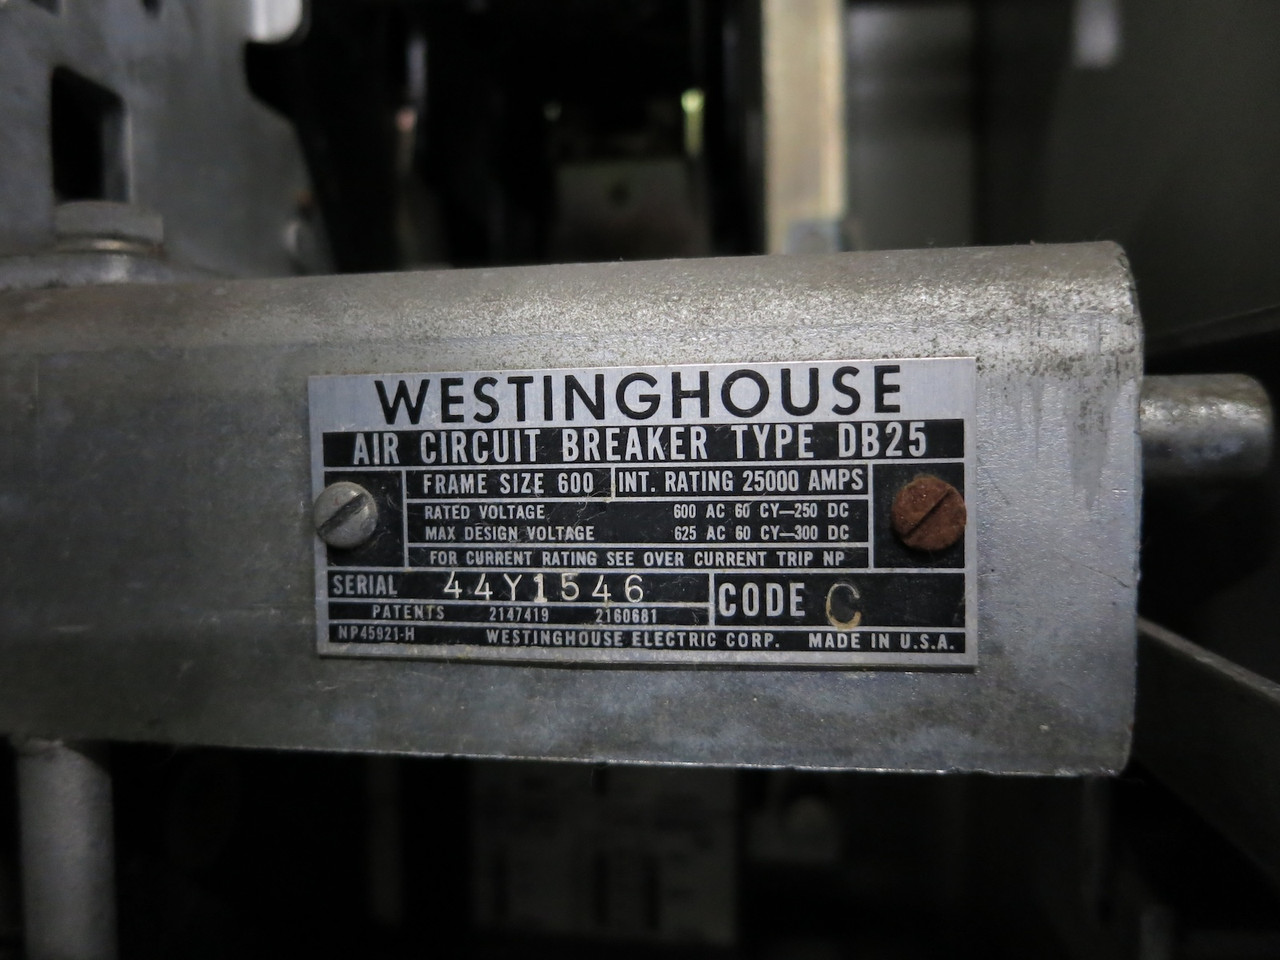 WESTINGHOUSE
AIR CIRCUIT BREAKER TYPE DB25
FRAME SIZE 600 INT. RATING 25000 AMPS
RATED VOLTAGE 600 AC 60 CY—250 DC
MAX DESIGN VOLTAGE 625 AC 60 CY—300 DC
FOR CURRENT RATING SEE OVER CURRENT TRIP NP
SERIAL 44Y1546 CODE C
PATENTS 2147419 2160681
NP45921-H WESTINGHOUSE ELECTRIC CORP. MADE IN U.S.A.